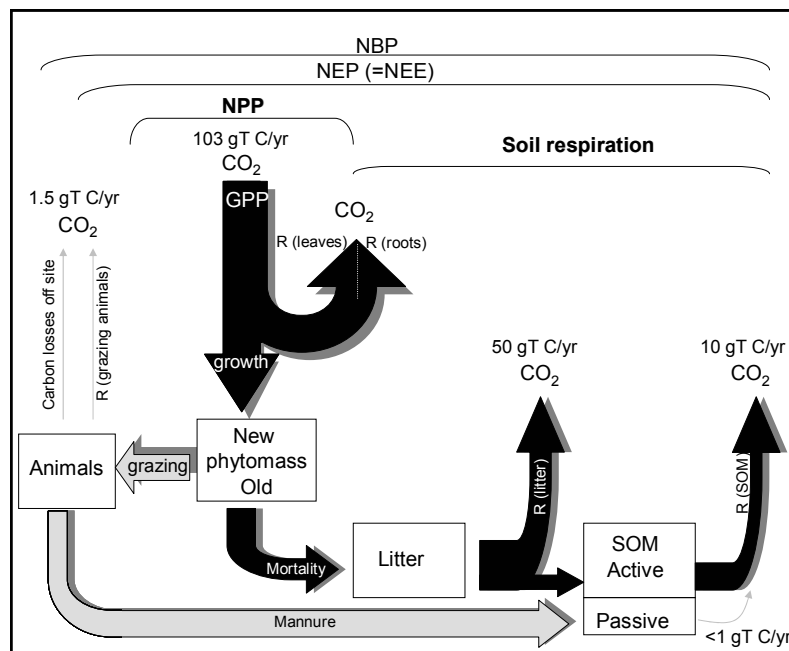 NBP
NEP (=NEE)
NPP
103 gT C/yr
CO2
Soil respiration
1.5 gT C/yr
CO2
GPP
CO2
R (leaves)
R (roots)
Carbon losses off site
R (grazing animals)
growth
50 gT C/yr
CO2
10 gT C/yr
CO2
Animals
grazing
New
phytomass
Old
R (litter)
R (SOM)
Mortality
Litter
SOM
Active
Passive
Mannure
<1 gT C/yr